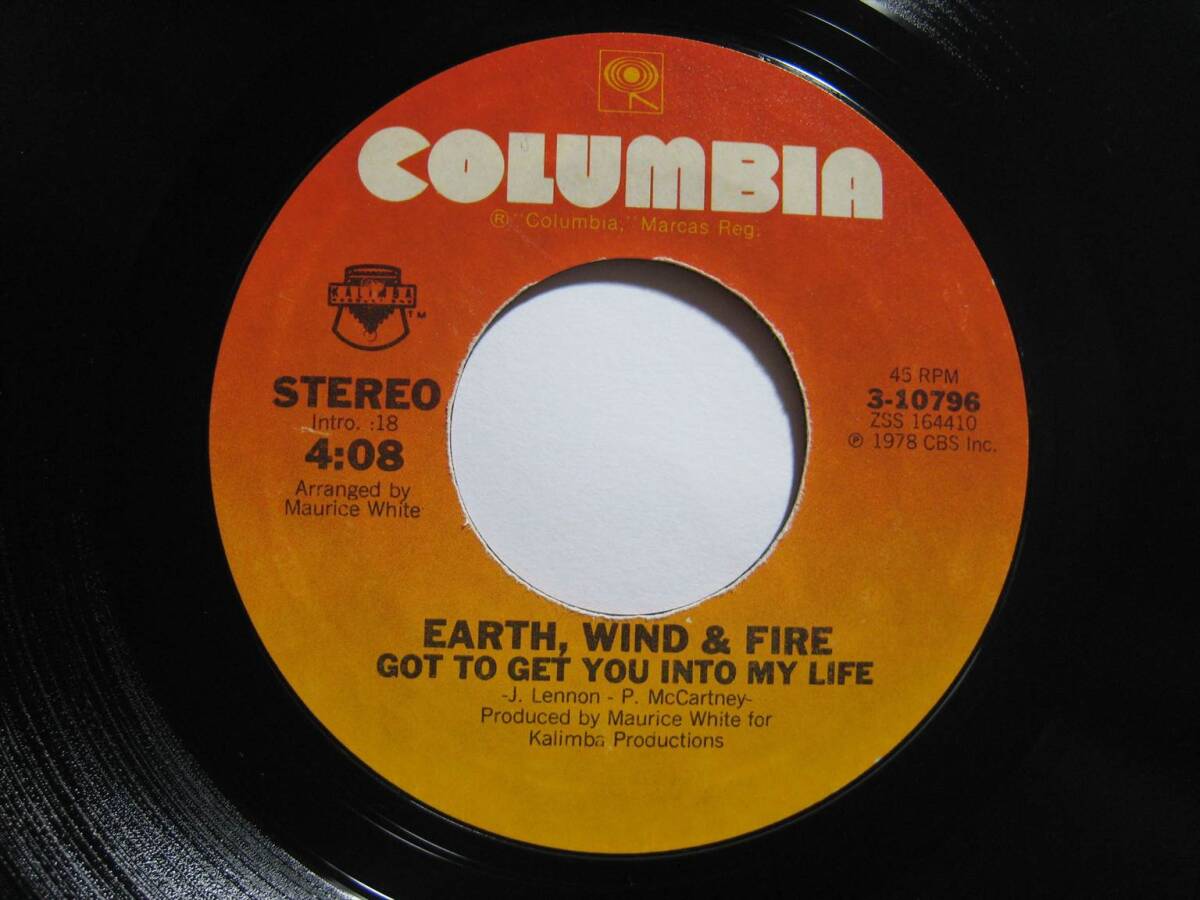 COLUMBIA
Ⓡ "Columbia," Marcas Reg.
KALIMBA
TM
STEREO
Intro. :18
4:08
Arranged by
Maurice White
45 RPM
3-10796
ZSS 164410
℗ 1978 CBS Inc.
EARTH, WIND & FIRE
GOT TO GET YOU INTO MY LIFE
-J. Lennon - P. McCartney-
Produced by Maurice White for
Kalimba Productions